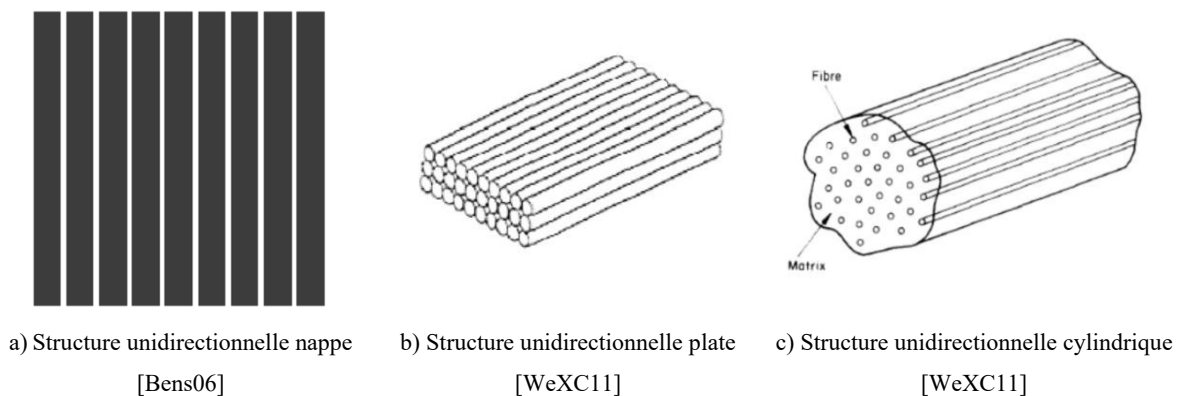 Fibre
Matrix
a) Structure unidirectionnelle nappe
[Bens06]
b) Structure unidirectionnelle plate
[WeXC11]
c) Structure unidirectionnelle cylindrique
[WeXC11]